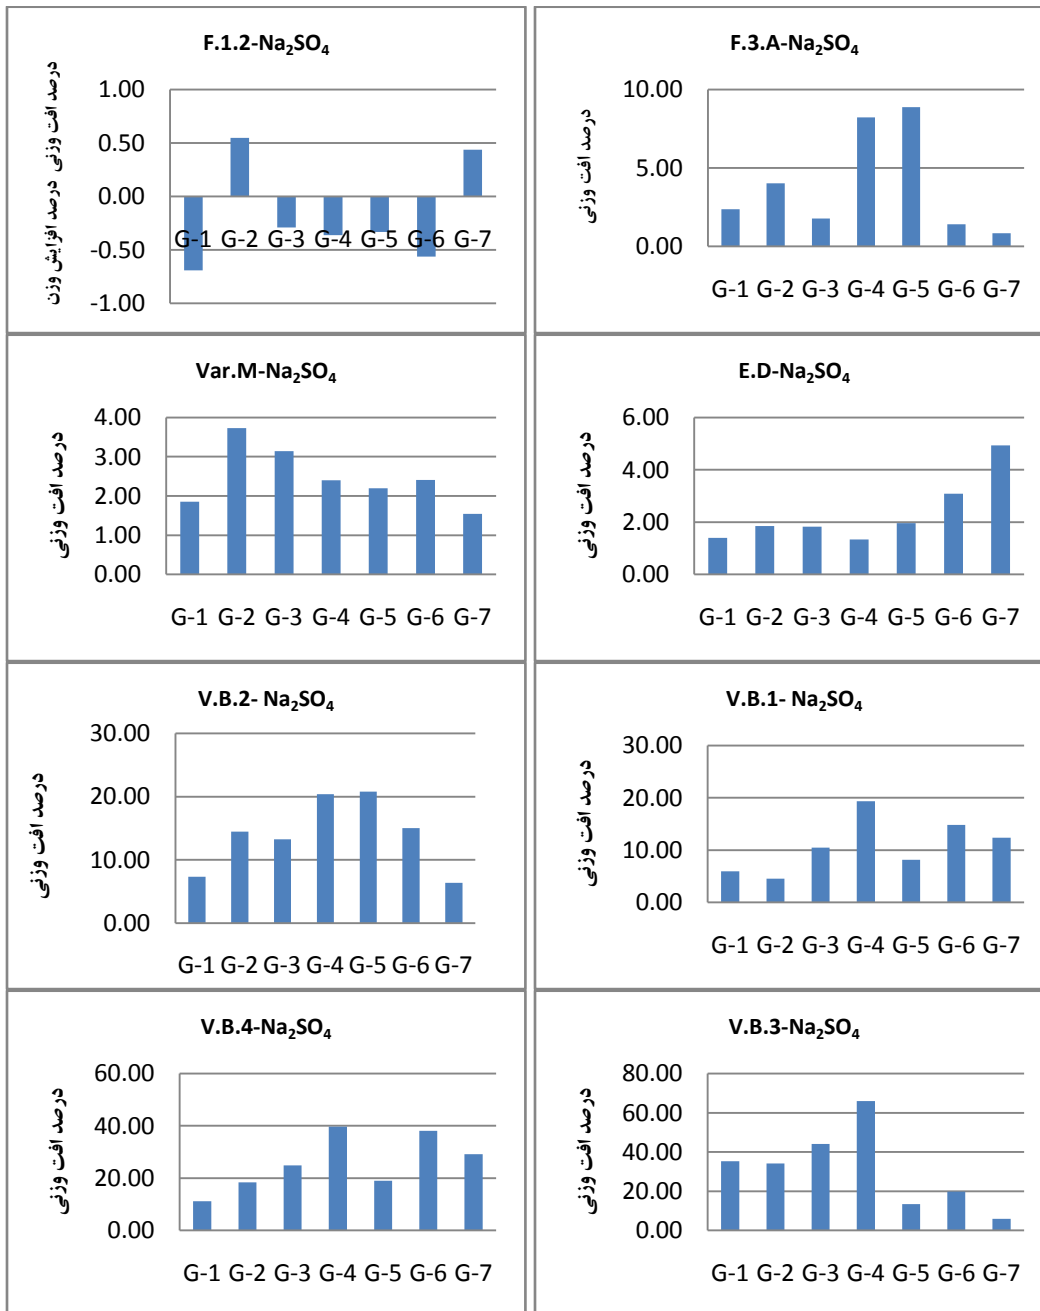 F.1.2-Na₂SO₄
درصد افزایش وزن درصد افت وزنی
1.00
0.50
0.00
-0.50
-1.00
G-1 G-2 G-3 G-4 G-5 G-6 G-7
F.3.A-Na₂SO₄
درصد افت وزنی
10.00
5.00
0.00
G-1 G-2 G-3 G-4 G-5 G-6 G-7
Var.M-Na₂SO₄
درصد افت وزنی
4.00
3.00
2.00
1.00
0.00
G-1 G-2 G-3 G-4 G-5 G-6 G-7
E.D-Na₂SO₄
درصد افت وزنی
6.00
4.00
2.00
0.00
G-1 G-2 G-3 G-4 G-5 G-6 G-7
V.B.2- Na₂SO₄
درصد افت وزنی
30.00
20.00
10.00
0.00
G-1 G-2 G-3 G-4 G-5 G-6 G-7
V.B.1- Na₂SO₄
درصد افت وزنی
30.00
20.00
10.00
0.00
G-1 G-2 G-3 G-4 G-5 G-6 G-7
V.B.4-Na₂SO₄
درصد افت وزنی
60.00
40.00
20.00
0.00
G-1 G-2 G-3 G-4 G-5 G-6 G-7
V.B.3-Na₂SO₄
درصد افت وزنی
80.00
60.00
40.00
20.00
0.00
G-1 G-2 G-3 G-4 G-5 G-6 G-7